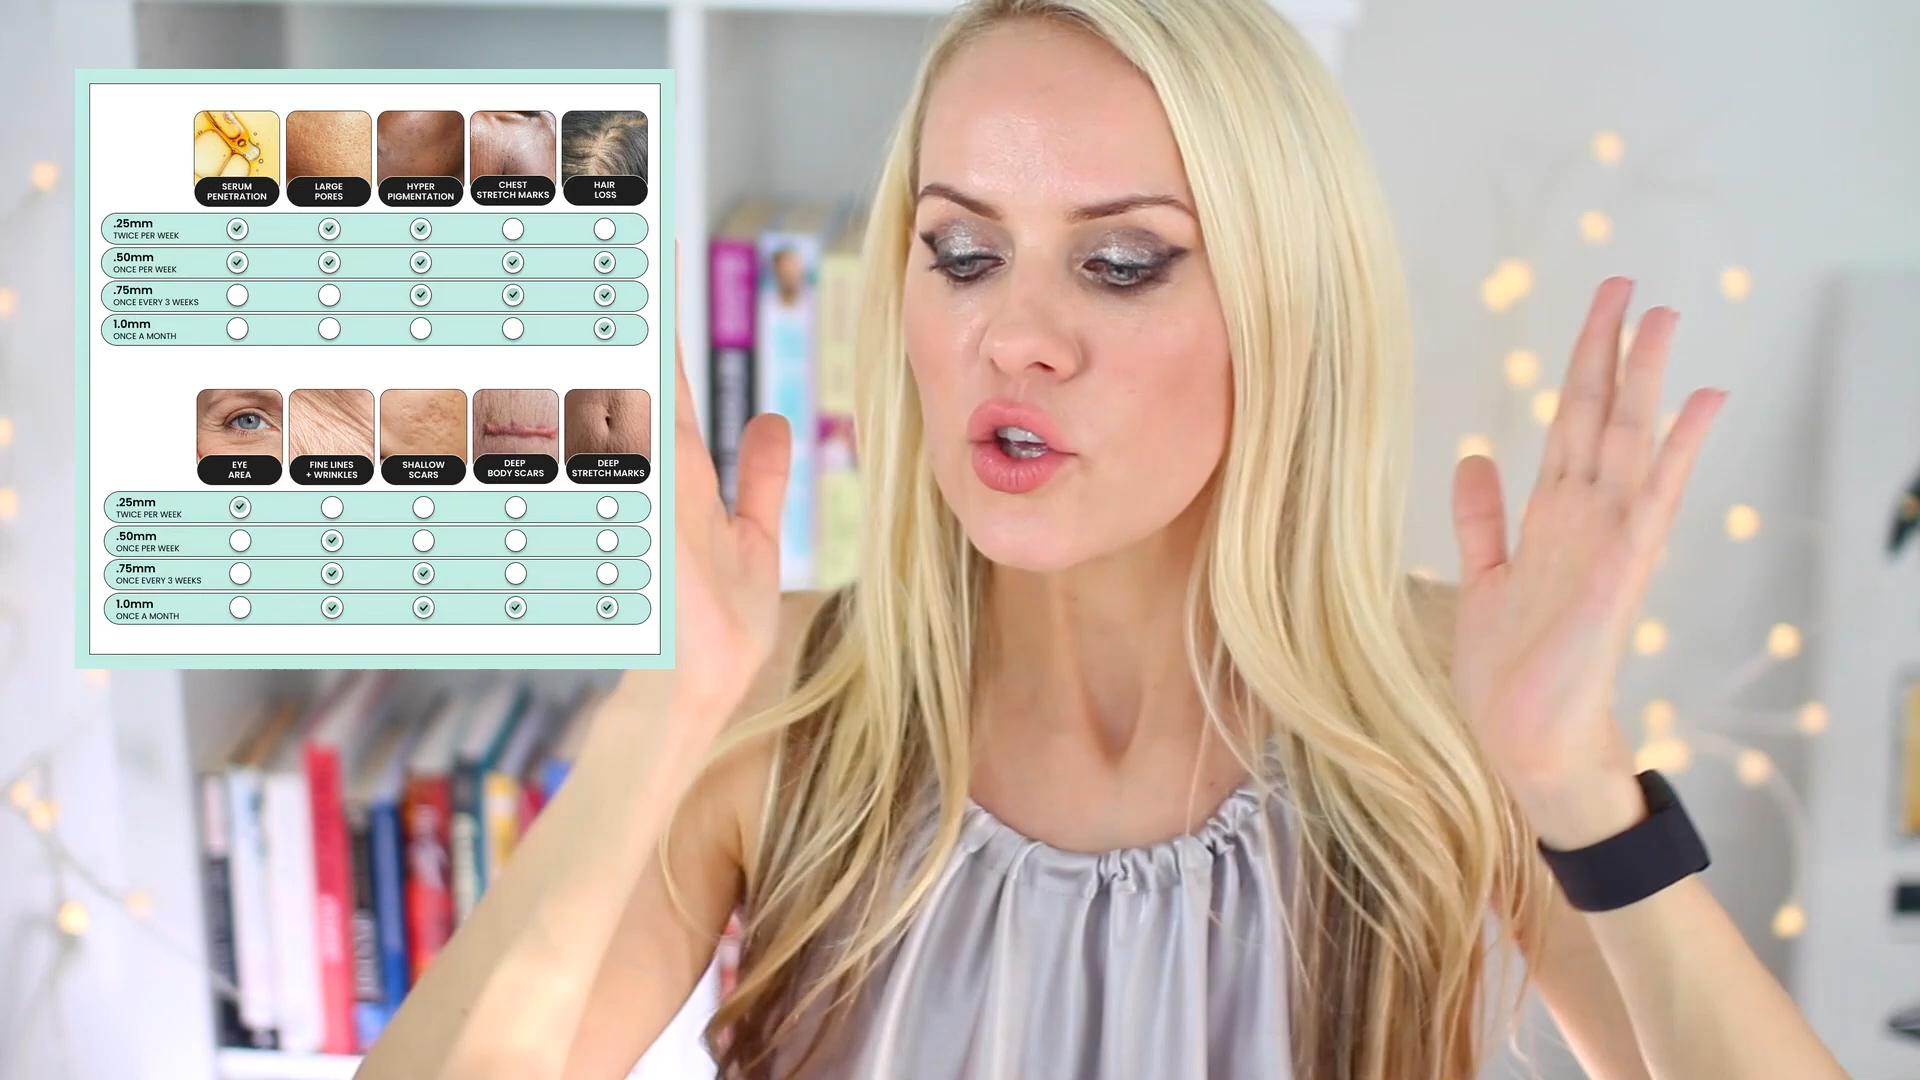 SERUM
PENETRATION
LARGE
PORES
HYPER
PIGMENTATION
CHEST
STRETCH MARKS
HAIR
LOSS
.25mm
TWICE PER WEEK
.50mm
ONCE PER WEEK
.75mm
ONCE EVERY 3 WEEKS
1.0mm
ONCE A MONTH
EYE
AREA
FINE LINES
+ WRINKLES
SHALLOW
SCARS
DEEP
BODY SCARS
DEEP
STRETCH MARKS
.25mm
TWICE PER WEEK
.50mm
ONCE PER WEEK
.75mm
ONCE EVERY 3 WEEKS
1.0mm
ONCE A MONTH